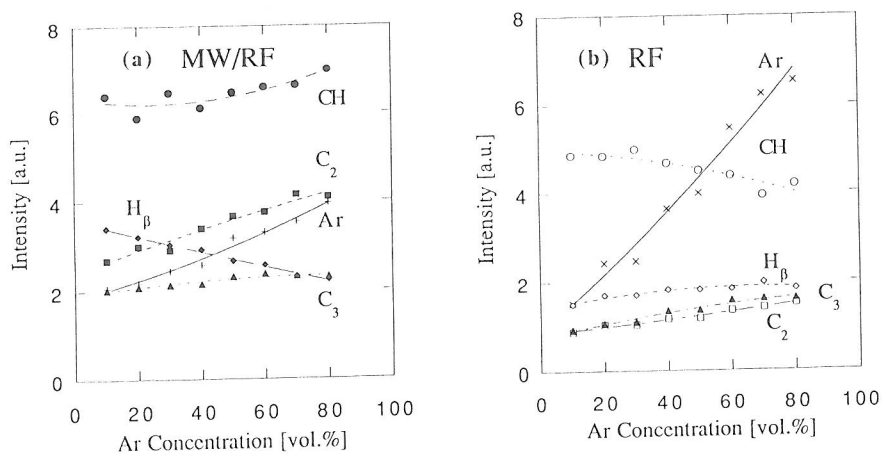 (a) MW/RF
8
6
4
2
0
Intensity [a.u.]
CH
C2
Hβ
Ar
C3
0 20 40 60 80 100
Ar Concentration [vol.%]
(b) RF
8
6
4
2
0
Intensity [a.u.]
Ar
CH
Hβ
C3
C2
0 20 40 60 80 100
Ar Concentration [vol.%]